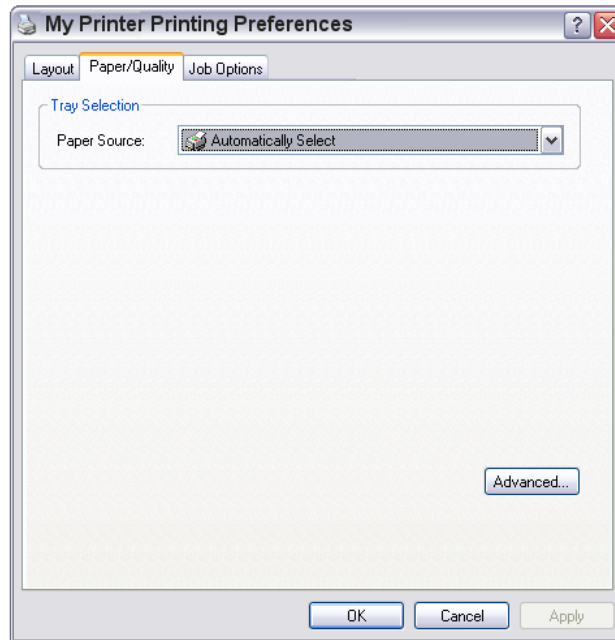 My Printer Printing Preferences
?
X
Layout Paper/Quality Job Options
Tray Selection
Paper Source: Automatically Select
Advanced...
OK Cancel Apply